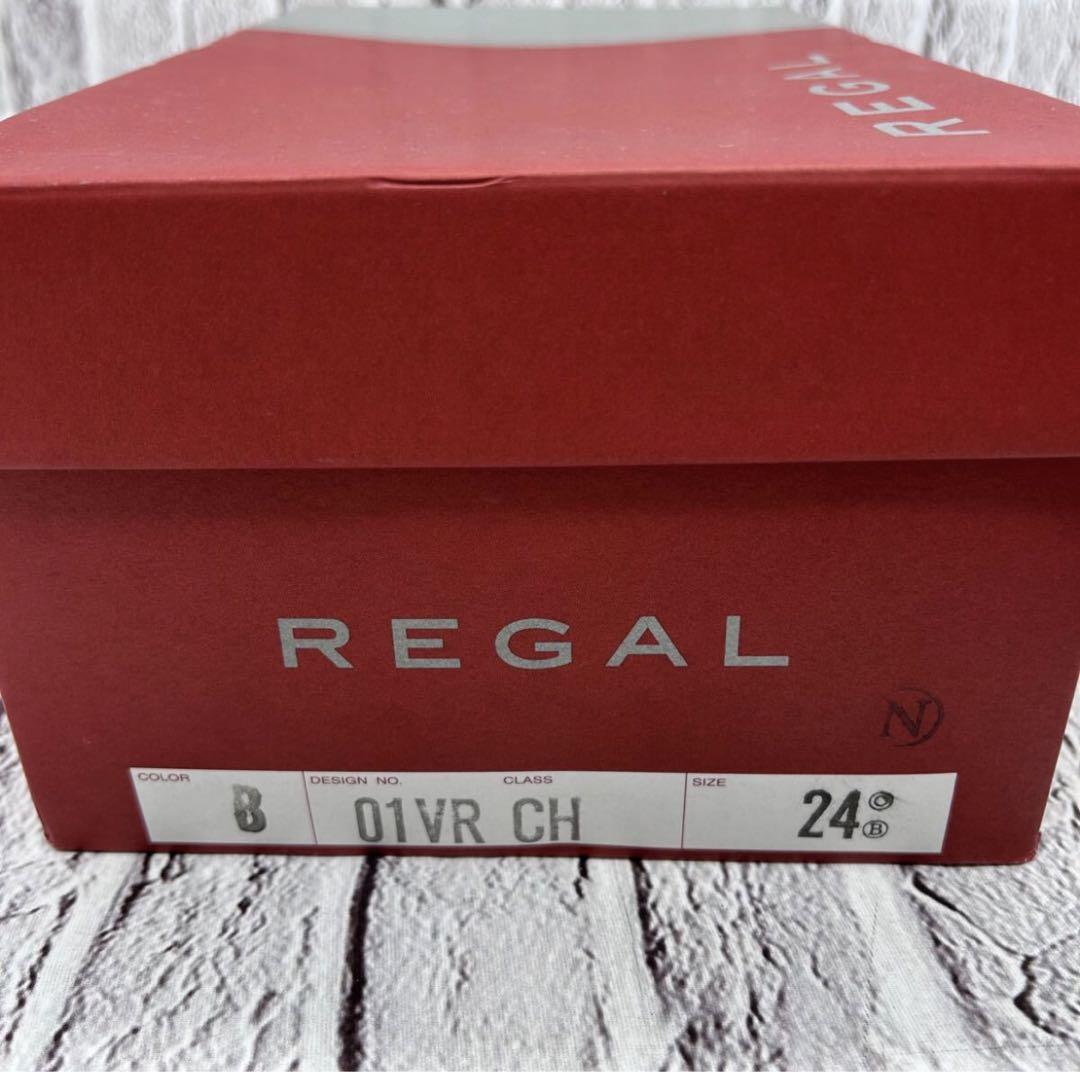 REGAL
REGAL
N
COLOR DESIGN NO. CLASS SIZE
B 01VR CH 24 Ⓑ